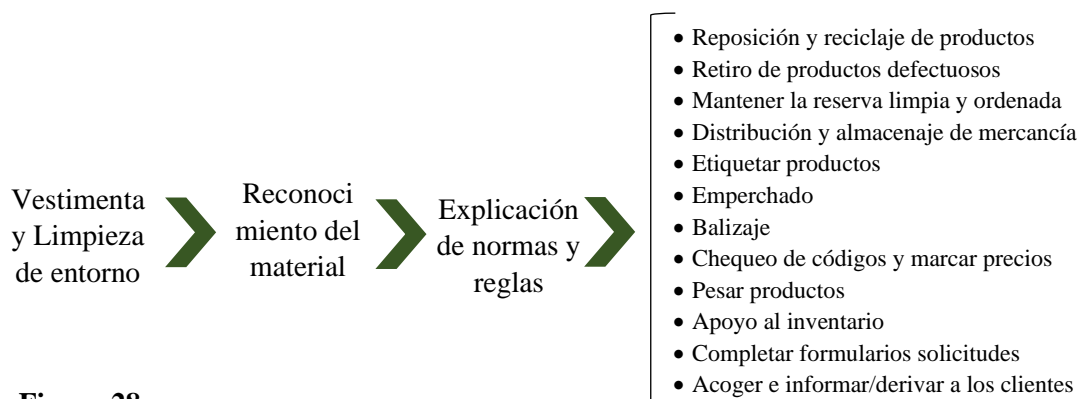 Vestimenta
y Limpieza
de entorno
Reconoci
miento del
material
Explicación
de normas y
reglas
• Reposición y reciclaje de productos
• Retiro de productos defectuosos
• Mantener la reserva limpia y ordenada
• Distribución y almacenaje de mercancía
• Etiquetar productos
• Emperchado
• Balizaje
• Chequeo de códigos y marcar precios
• Pesar productos
• Apoyo al inventario
• Completar formularios solicitudes
• Acoger e informar/derivar a los clientes